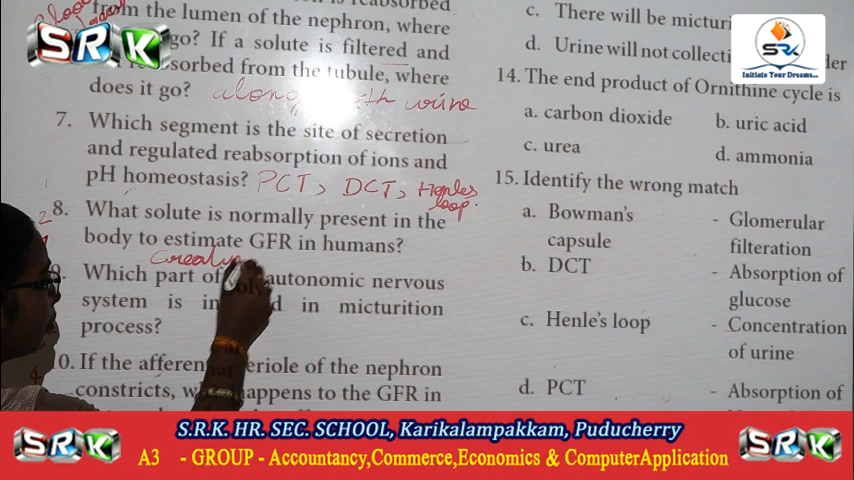 from the lumen of the nephron, where
go? If a solute is filtered and
sorbed from the tubule, where
does it go? along with urine
7. Which segment is the site of secretion
and regulated reabsorption of ions and
pH homeostasis? PCT, DCT, Henles
loop.
8. What solute is normally present in the
body to estimate GFR in humans?
Which part of autonomic nervous
system is in d in micturition
process?
10. If the afferen eriole of the nephron
constricts, w appens to the GFR in
c. There will be mictur
d. Urine will not collect der
14. The end product of Ornithine cycle is
a. carbon dioxide b. uric acid
c. urea d. ammonia
15. Identify the wrong match
a. Bowman's capsule - Glomerular
filteration
b. DCT - Absorption of
glucose
c. Henle's loop - Concentration
of urine
d. PCT - Absorption of
SRK
SRK
Initiate Your Dreams...
SRK
S.R.K. HR. SEC. SCHOOL, Karikalampakkam, Puducherry
A3 - GROUP - Accountancy,Commerce,Economics & ComputerApplication
SRK